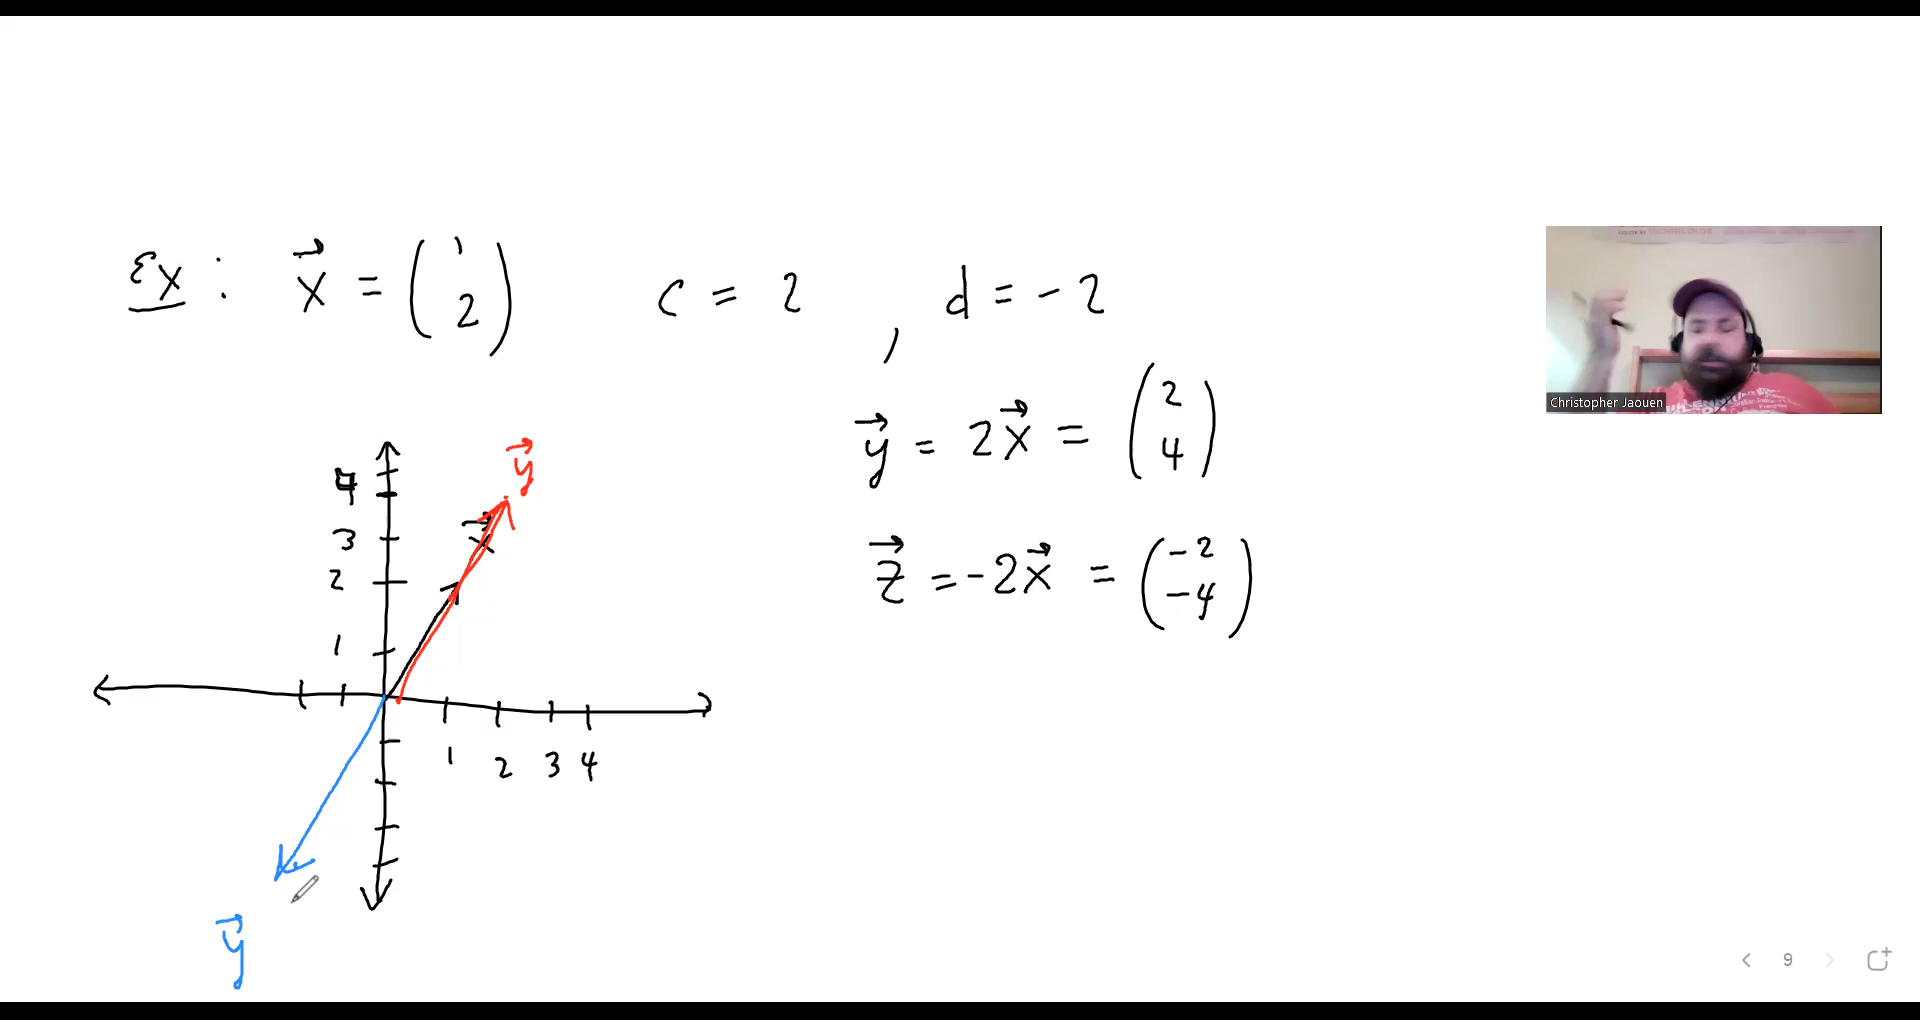 Ex : x⃗ = ( 1 2 ) c = 2 , d = -2
y⃗ = 2x⃗ = ( 2 4 )
z⃗ = -2x⃗ = ( -2 -4 )
y⃗
x⃗
4
3
2
1
1 2 3 4
y⃗
Christopher Jaouen
9